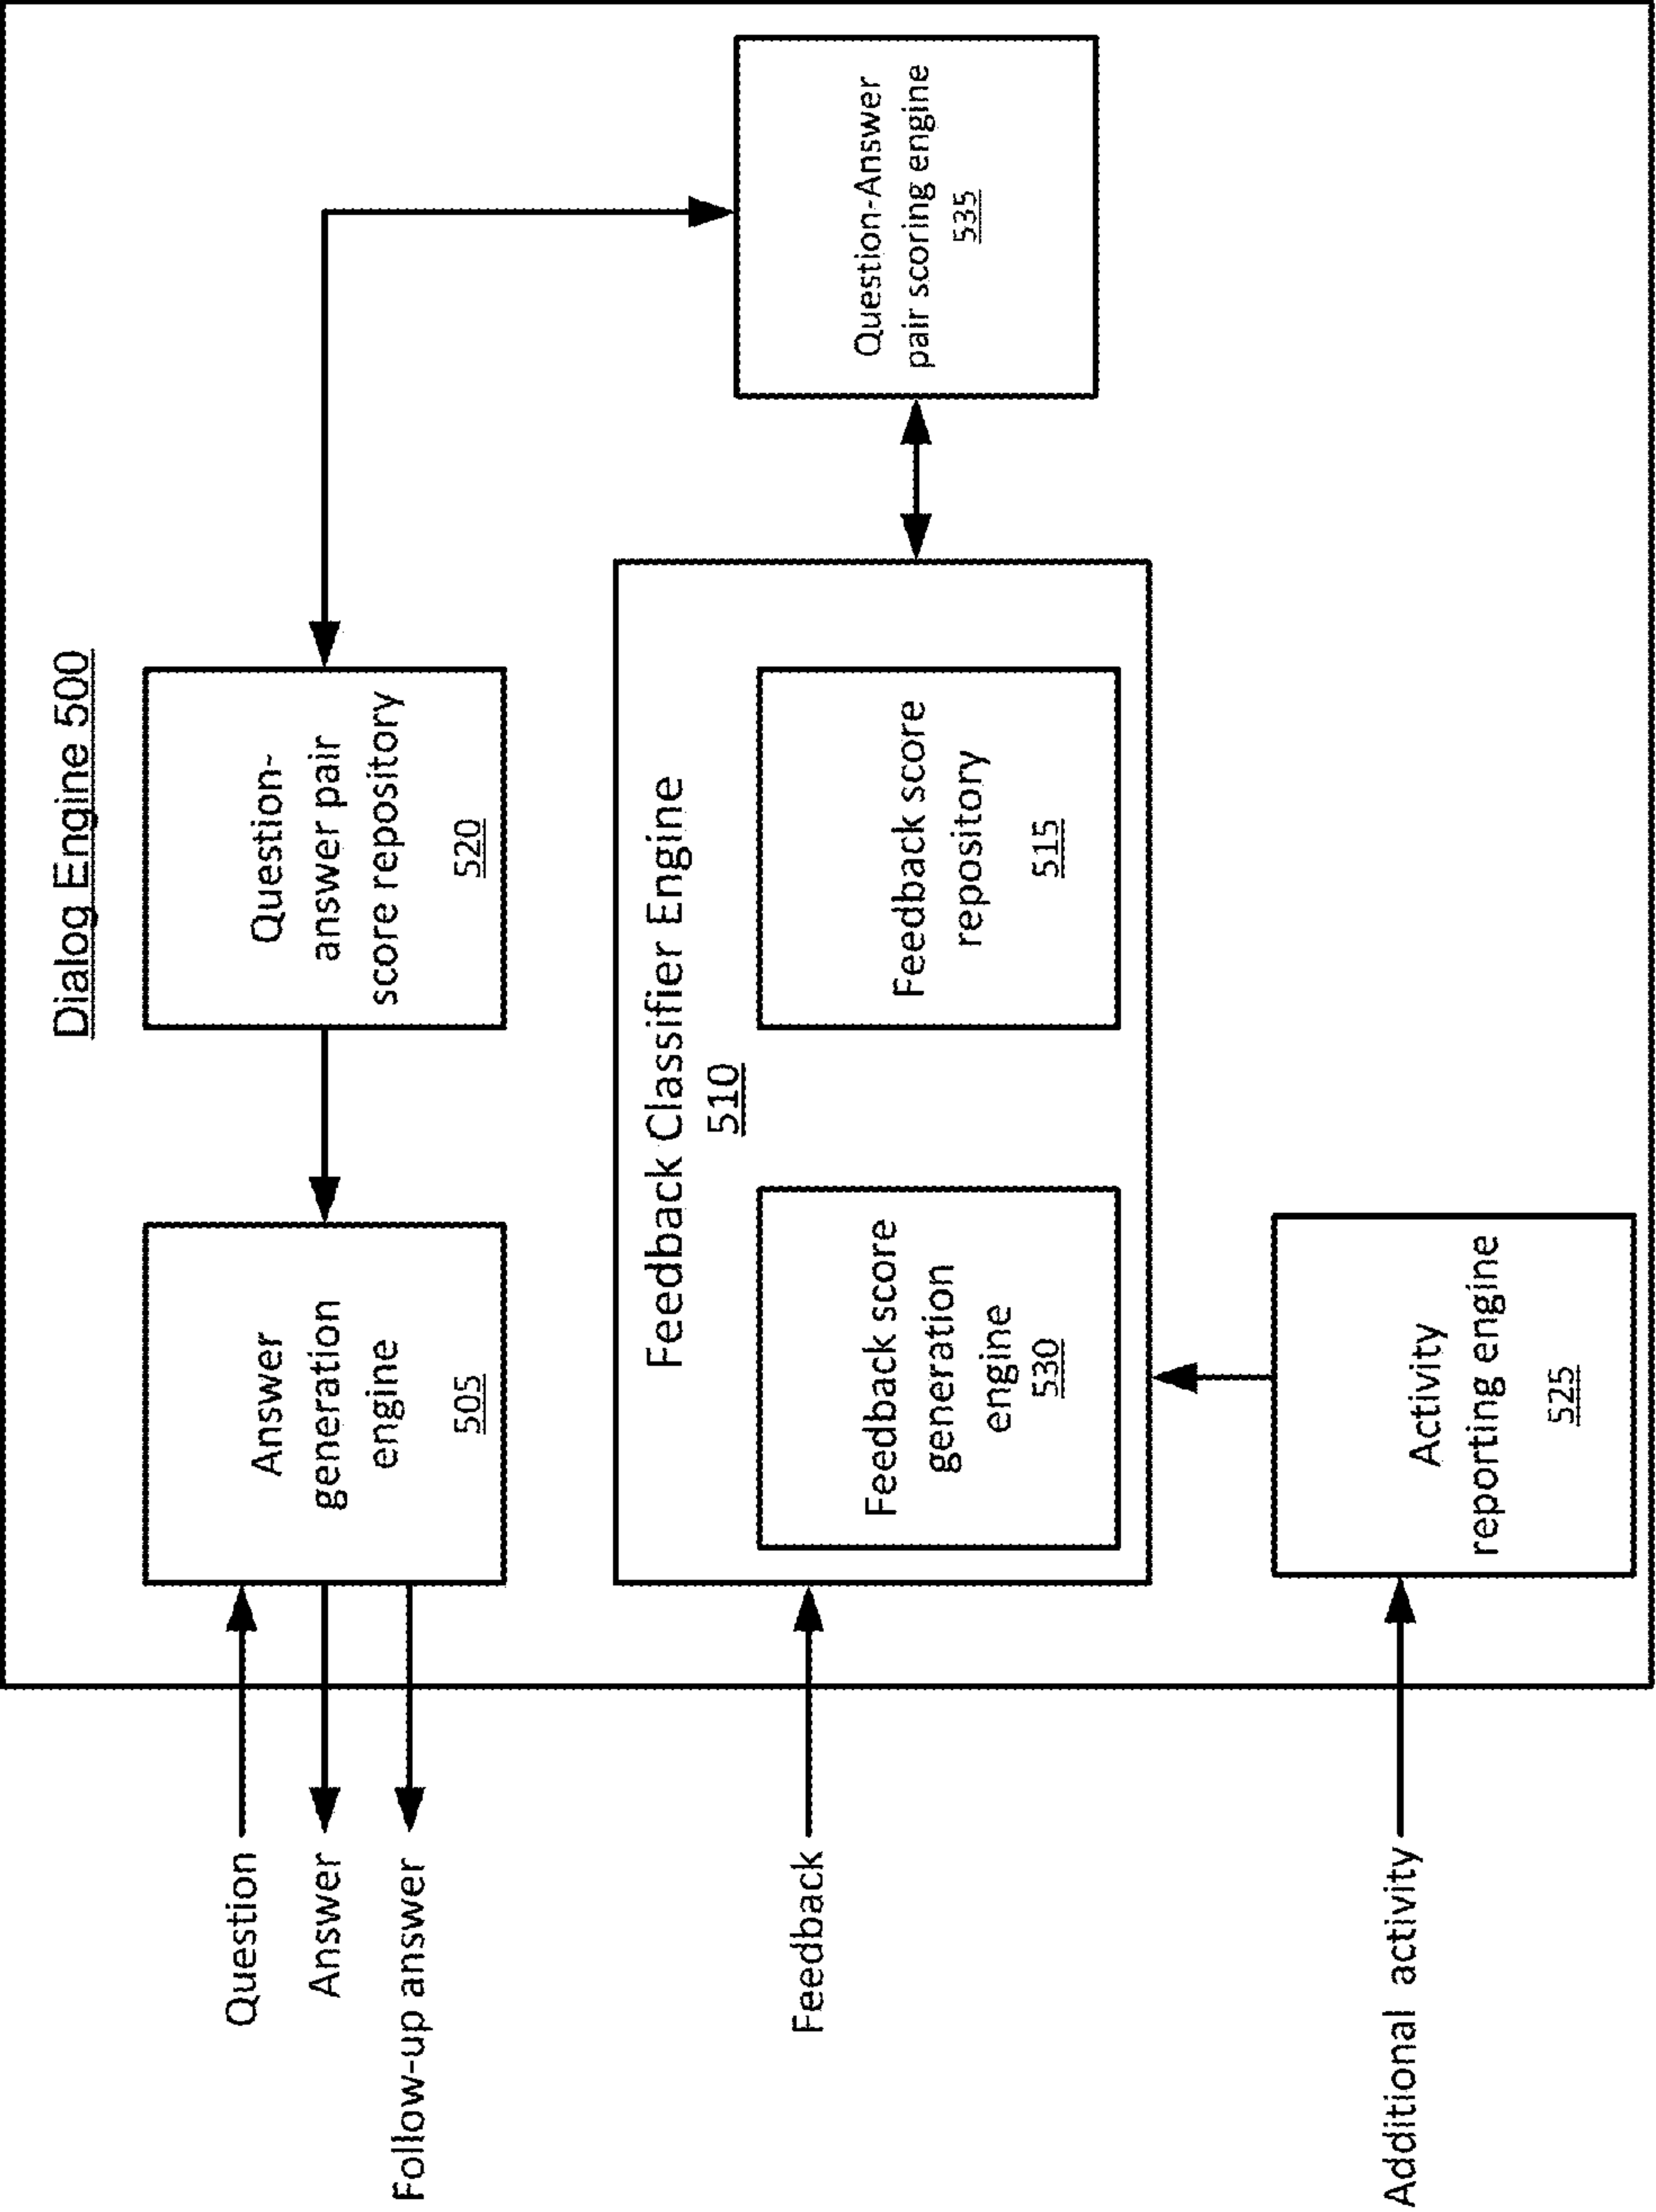 Dialog Engine 500
Question
Answer
Follow-up answer
Answer
generation
engine
505
Question-
answer pair
score repository
520
Feedback
Feedback Classifier Engine
510
Feedback score
generation
engine
530
Feedback score
repository
515
Question-Answer
pair scoring engine
535
Additional activity
Activity
reporting engine
525